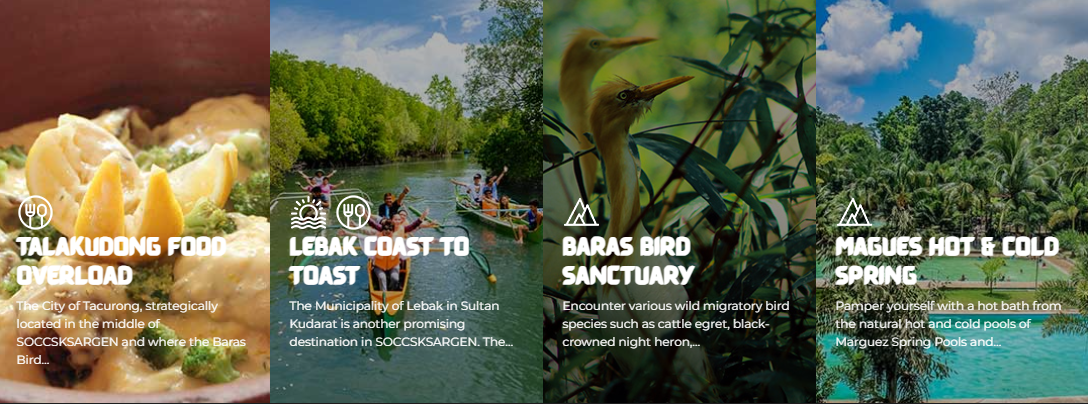 TALAKUDONG FOOD
OVERLOAD
The City of Tacurong, strategically
located in the middle of
SOCCSKSARGEN and where the Baras
Bird...
LEBAK COAST TO
TOAST
The Municipality of Lebak in Sultan
Kudarat is another promising
destination in SOCCSKSARGEN. The...
BARAS BIRD
SANCTUARY
Encounter various wild migratory bird
species such as cattle egret, black-
crowned night heron,...
MAGUES HOT & COLD
SPRING
Pamper yourself with a hot bath from
the natural hot and cold pools of
Marguez Spring Pools and...